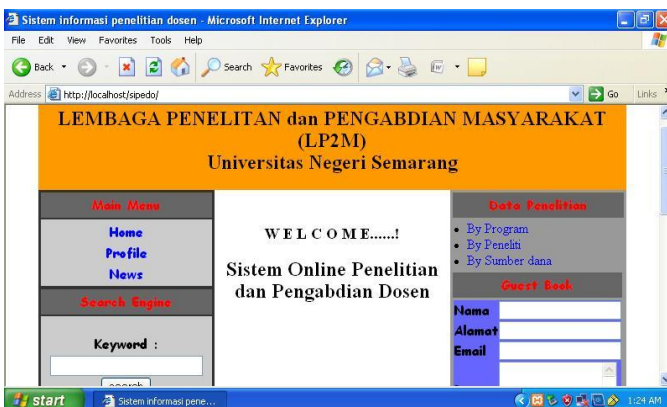 Sistem informasi penelitian dosen - Microsoft Internet Explorer
File Edit View Favorites Tools Help
Back Search Favorites
Address http://localhost/sipedo/ Go Links
LEMBAGA PENELITAN dan PENGABDIAN MASYARAKAT
(LP2M)
Universitas Negeri Semarang
Main Menu
Home
Profile
News
Search Engine
Keyword :
search
W E L C O M E......!
Sistem Online Penelitian
dan Pengabdian Dosen
Data Penelitian
By Program
By Peneliti
By Sumber dana
Guest Book
Nama
Alamat
Email
start Sistem informasi pene... 1:24 AM